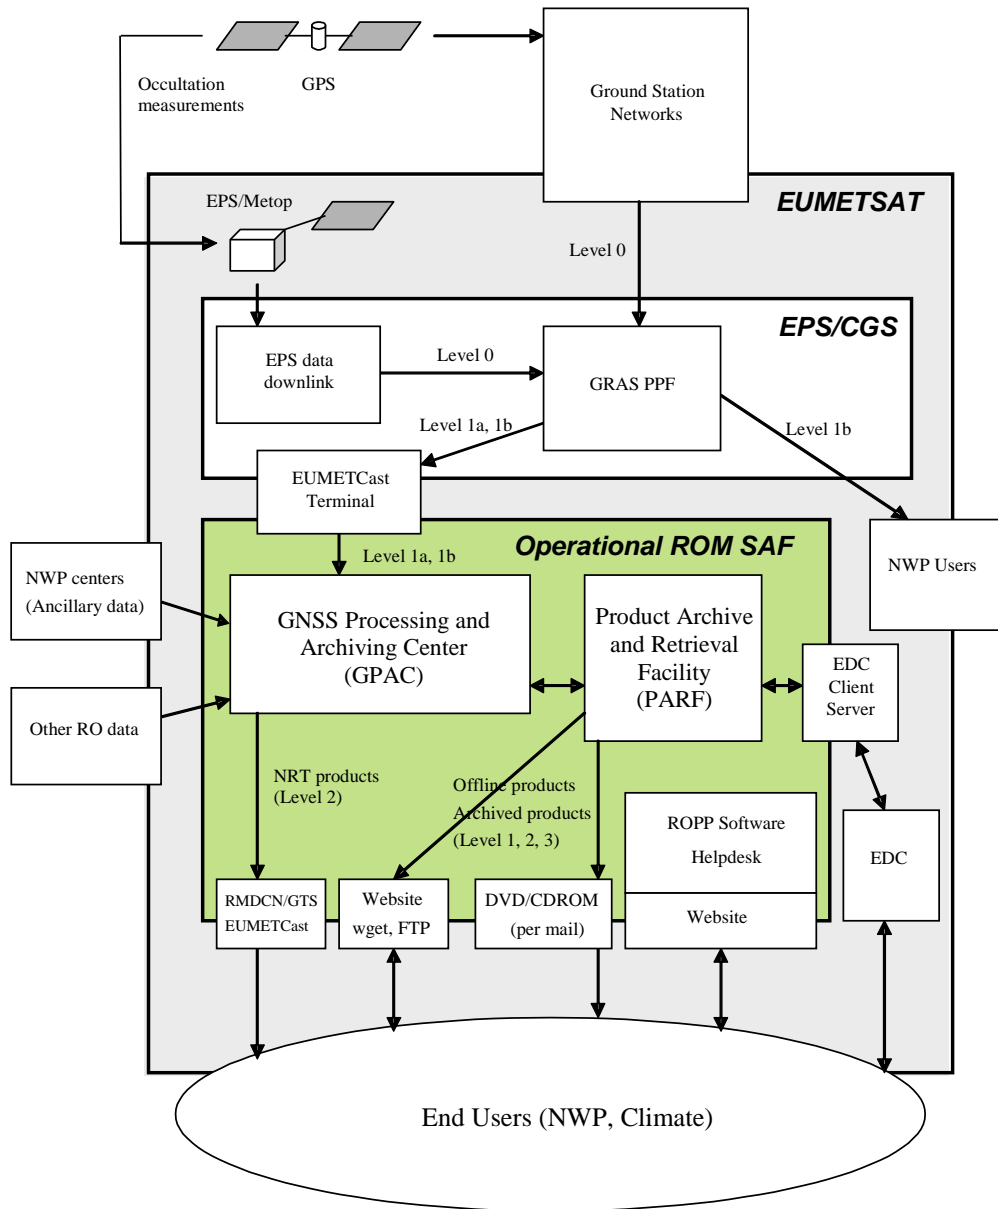 Occultation
measurements
GPS
Ground Station
Networks
EPS/Metop
EUMETSAT
Level 0
EPS/CGS
EPS data
downlink
Level 0
GRAS PPF
Level 1a, 1b
Level 1b
EUMETCast
Terminal
Operational ROM SAF
NWP Users
Level 1a, 1b
NWP centers
(Ancillary data)
GNSS Processing and
Archiving Center
(GPAC)
Product Archive
and Retrieval
Facility
(PARF)
EDC
Client
Server
Other RO data
NRT products
(Level 2)
Offline products
Archived products
(Level 1, 2, 3)
ROPP Software
Helpdesk
EDC
RMDCN/GTS
EUMETCast
Website
wget, FTP
DVD/CDROM
(per mail)
Website
End Users (NWP, Climate)